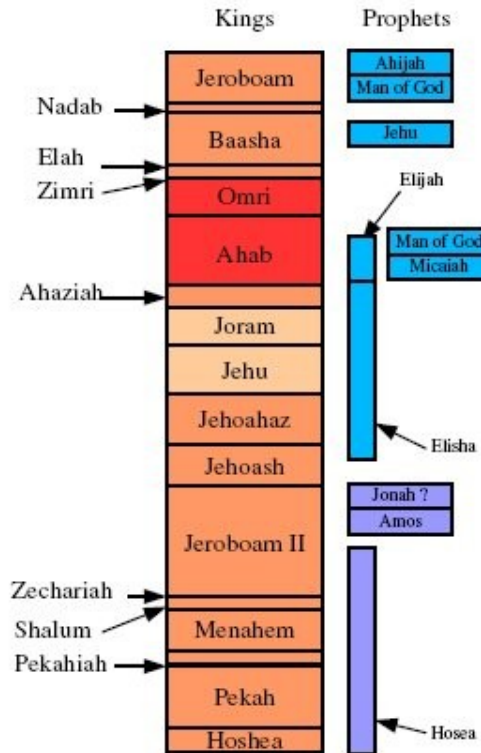 Kings
Prophets
Jeroboam
Ahijah
Man of God
Nadab
Baasha
Jehu
Elah
Zimri
Omri
Elijah
Ahab
Man of God
Micaiah
Ahaziah
Joram
Jehu
Jehoahaz
Elisha
Jehoash
Jonah ?
Amos
Jeroboam II
Zechariah
Shalum
Menahem
Pekahiah
Pekah
Hoshea
Hosea